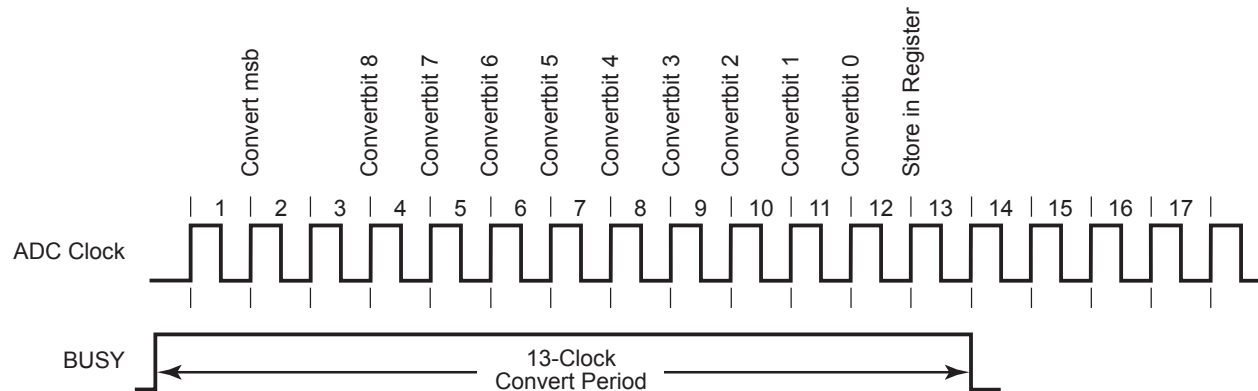 Convert msb
Convertbit 8
Convertbit 7
Convertbit 6
Convertbit 5
Convertbit 4
Convertbit 3
Convertbit 2
Convertbit 1
Convertbit 0
Store in Register
1 2 3 4 5 6 7 8 9 10 11 12 13 14 15 16 17
ADC Clock
BUSY
13-Clock
Convert Period